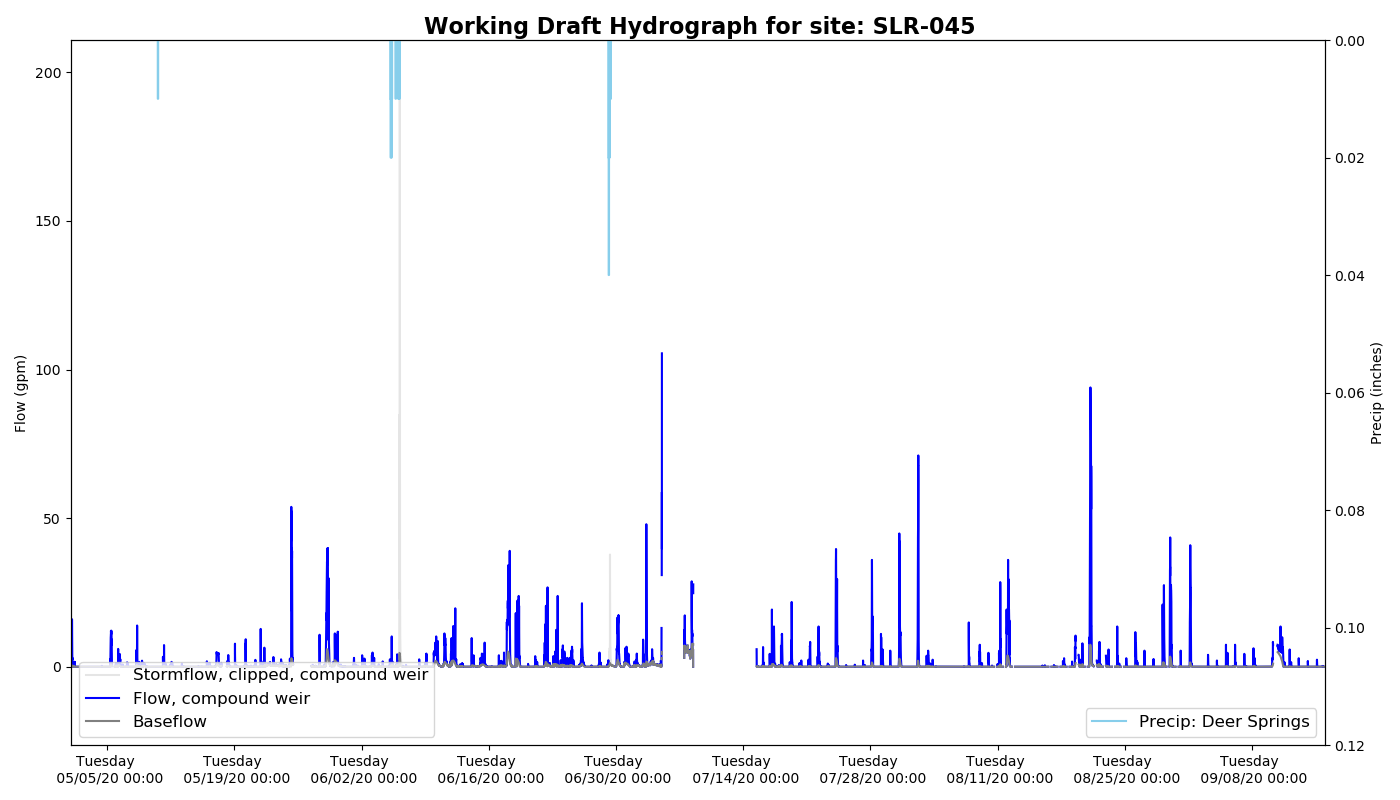 Working Draft Hydrograph for site: SLR-045
200
150
100
50
0
Flow (gpm)
0.00
0.02
0.04
0.06
0.08
0.10
0.12
Precip (inches)
Stormflow, clipped, compound weir
Flow, compound weir
Baseflow
Precip: Deer Springs
Tuesday
05/05/20 00:00
Tuesday
05/19/20 00:00
Tuesday
06/02/20 00:00
Tuesday
06/16/20 00:00
Tuesday
06/30/20 00:00
Tuesday
07/14/20 00:00
Tuesday
07/28/20 00:00
Tuesday
08/11/20 00:00
Tuesday
08/25/20 00:00
Tuesday
09/08/20 00:00